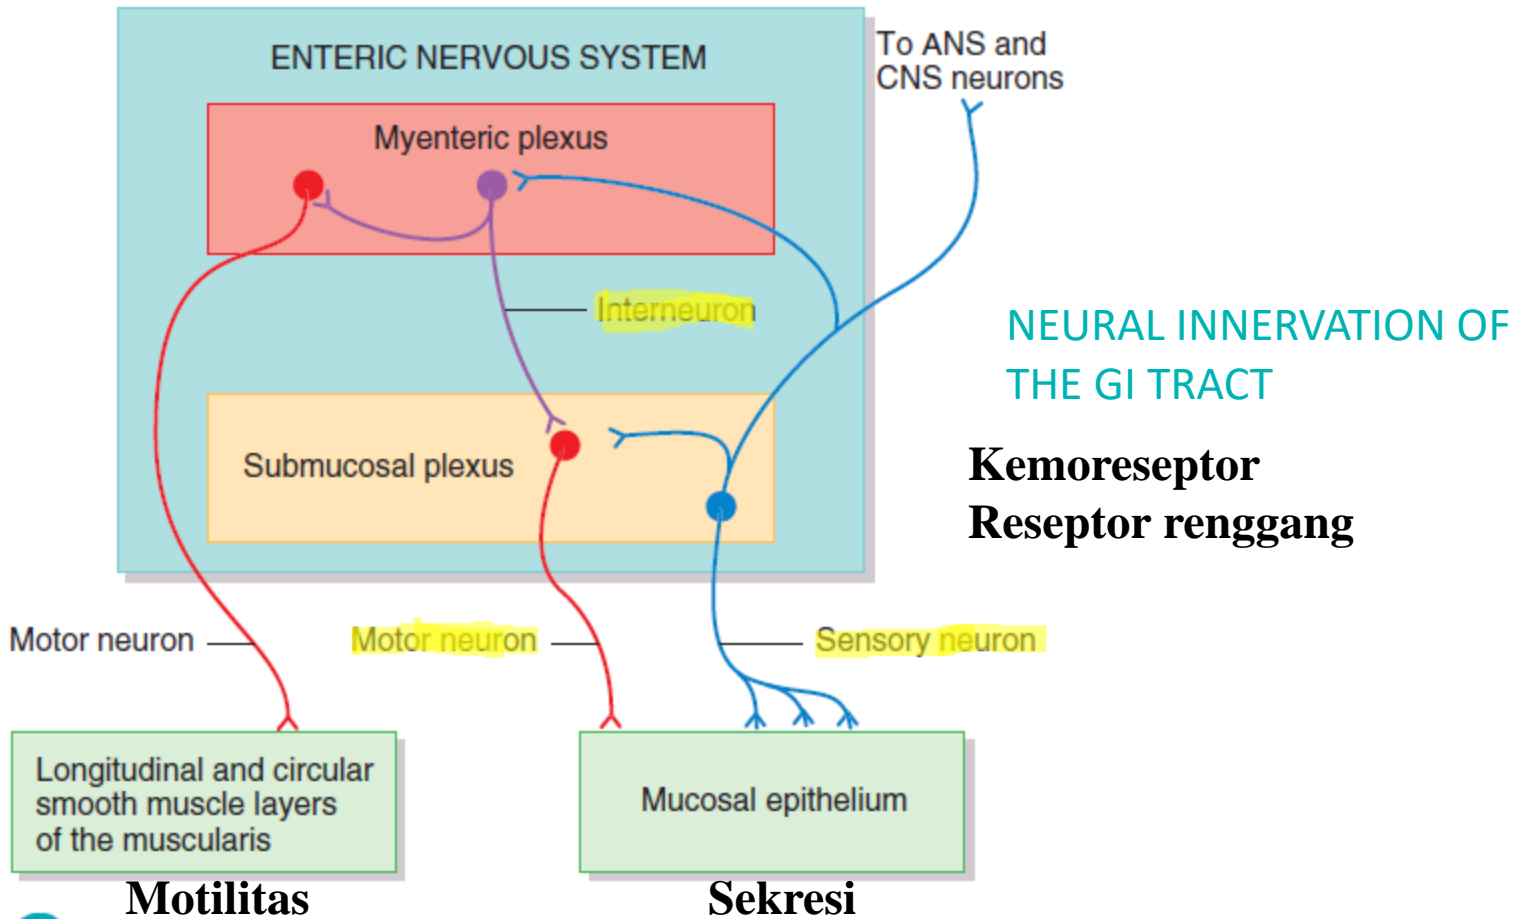 ENTERIC NERVOUS SYSTEM
To ANS and
CNS neurons
Myenteric plexus
Interneuron
NEURAL INNERVATION OF
THE GI TRACT
Submucosal plexus
Kemoreseptor
Reseptor renggang
Motor neuron
Motor neuron
Sensory neuron
Longitudinal and circular
smooth muscle layers
of the muscularis
Mucosal epithelium
Motilitas
Sekresi